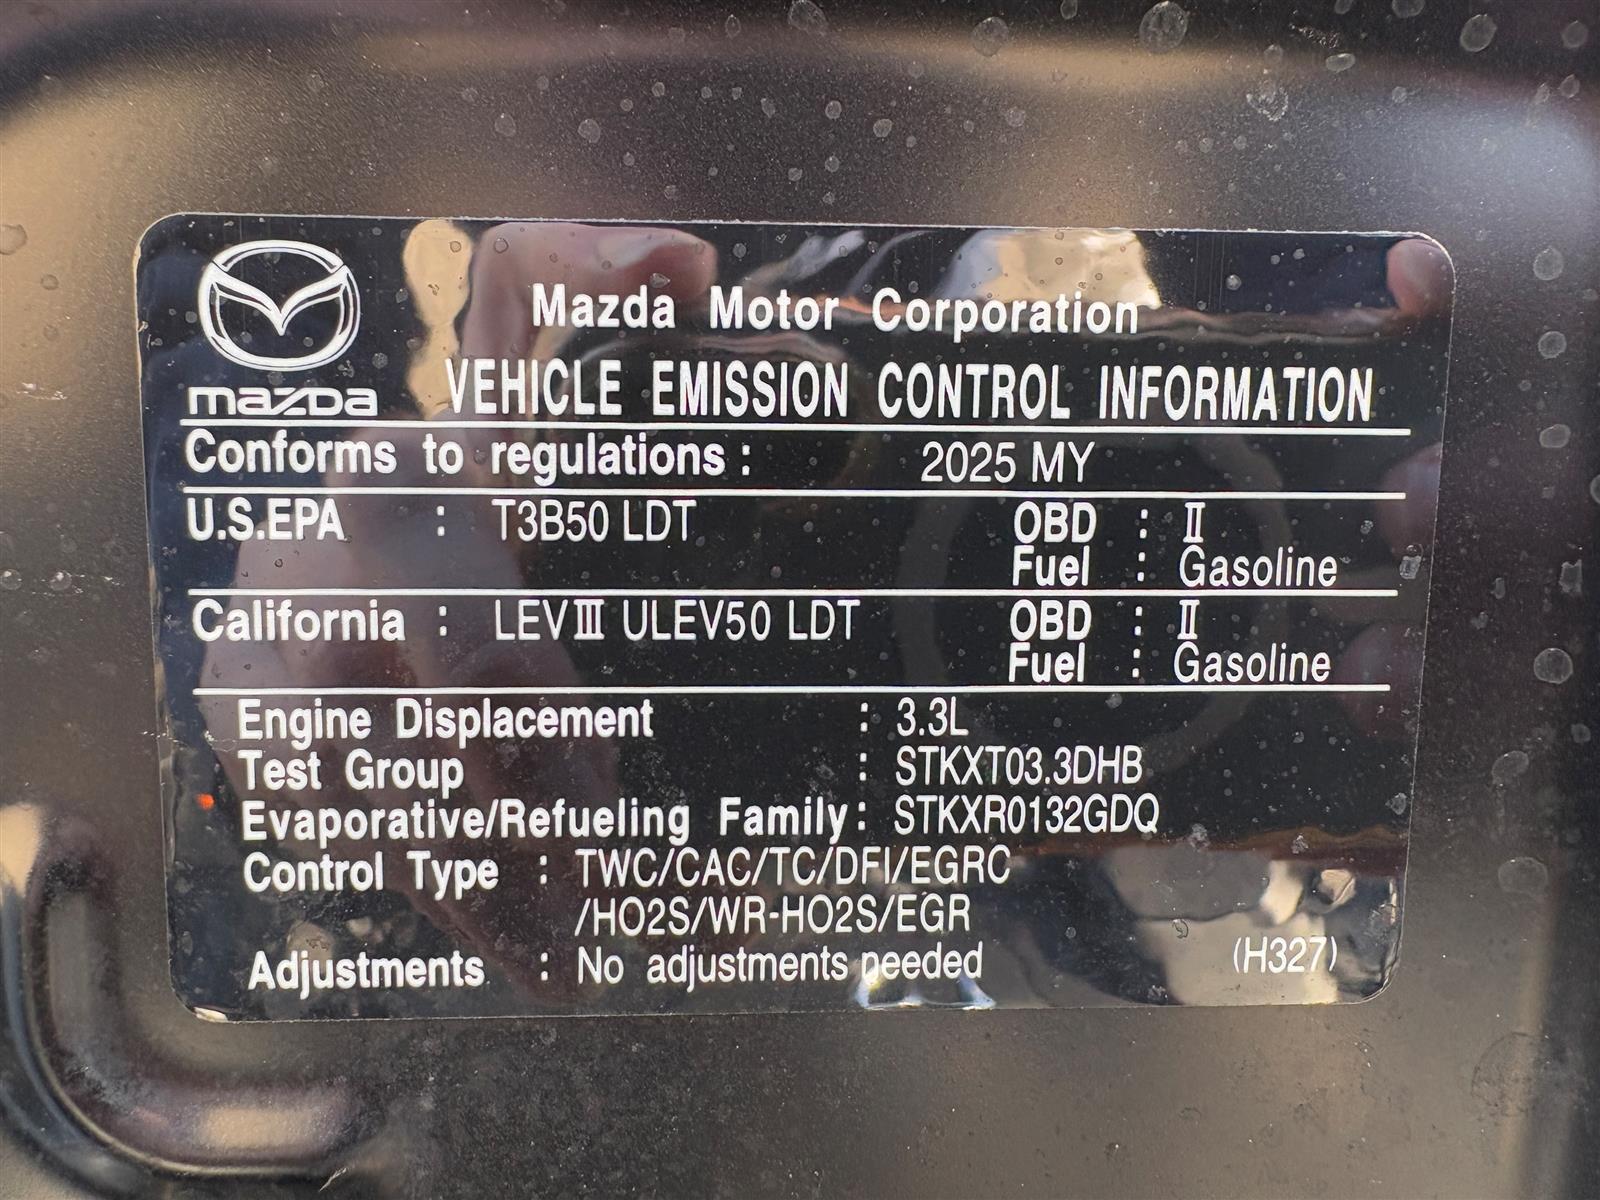 mazda
Mazda Motor Corporation
VEHICLE EMISSION CONTROL INFORMATION
Conforms to regulations : 2025 MY
U.S.EPA : T3B50 LDT OBD : Ⅱ
Fuel : Gasoline
California : LEVⅢ ULEV50 LDT OBD : Ⅱ
Fuel : Gasoline
Engine Displacement : 3.3L
Test Group : STKXT03.3DHB
Evaporative/Refueling Family : STKXR0132GDQ
Control Type : TWC/CAC/TC/DFI/EGRC
/HO2S/WR-HO2S/EGR
Adjustments : No adjustments needed (H327)